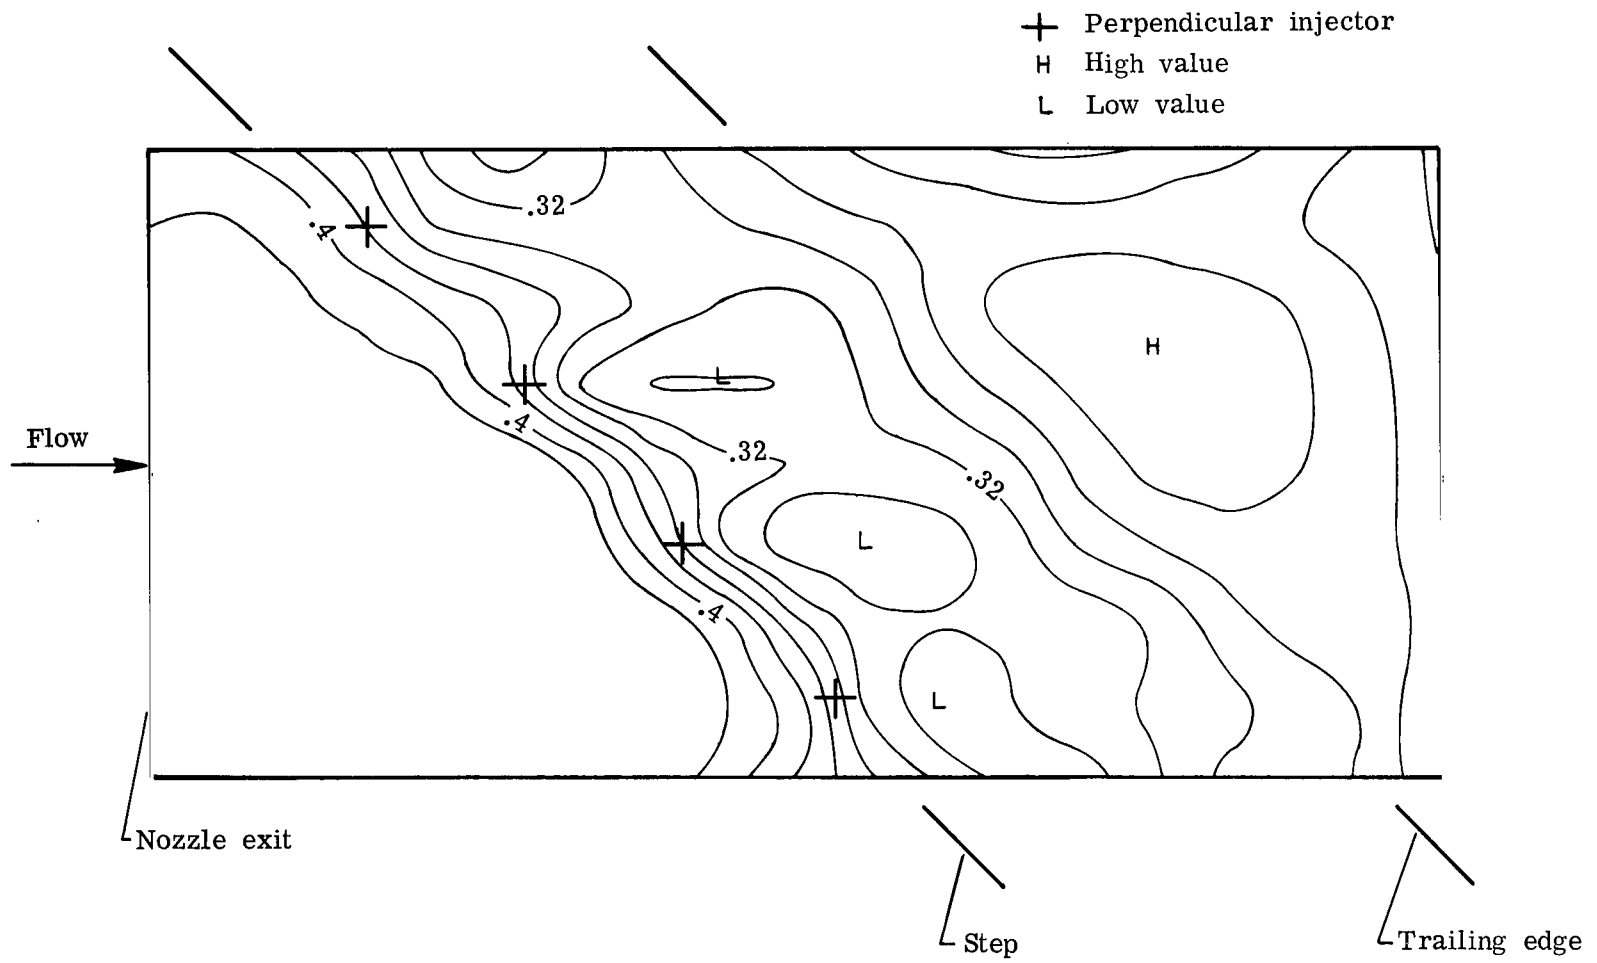 Perpendicular injector
H High value
L Low value
.32
.4
H
L
.4
Flow
.32
.32
L
.4
L
Nozzle exit
Step
Trailing edge